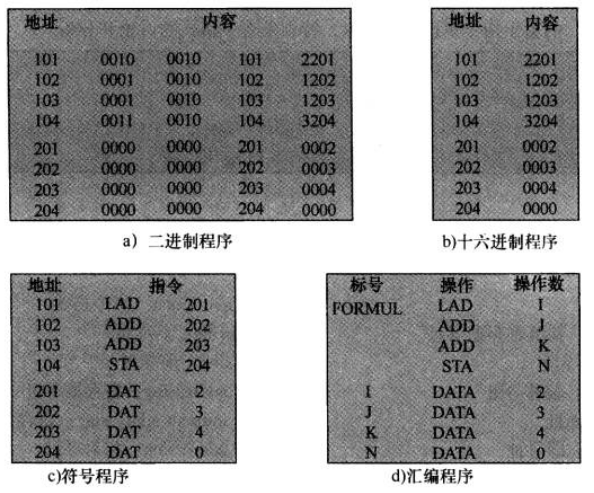 地址 内容
101 0010 0010 101 2201
102 0001 0010 102 1202
103 0001 0010 103 1203
104 0011 0010 104 3204
201 0000 0000 201 0002
202 0000 0000 202 0003
203 0000 0000 203 0004
204 0000 0000 204 0000
a) 二进制程序
地址 内容
101 2201
102 1202
103 1203
104 3204
201 0002
202 0003
203 0004
204 0000
b)十六进制程序
地址 指令
101 LAD 201
102 ADD 202
103 ADD 203
104 STA 204
201 DAT 2
202 DAT 3
203 DAT 4
204 DAT 0
c)符号程序
标号 操作 操作数
FORMUL LAD I
ADD J
ADD K
STA N
I DATA 2
J DATA 3
K DATA 4
N DATA 0
d)汇编程序